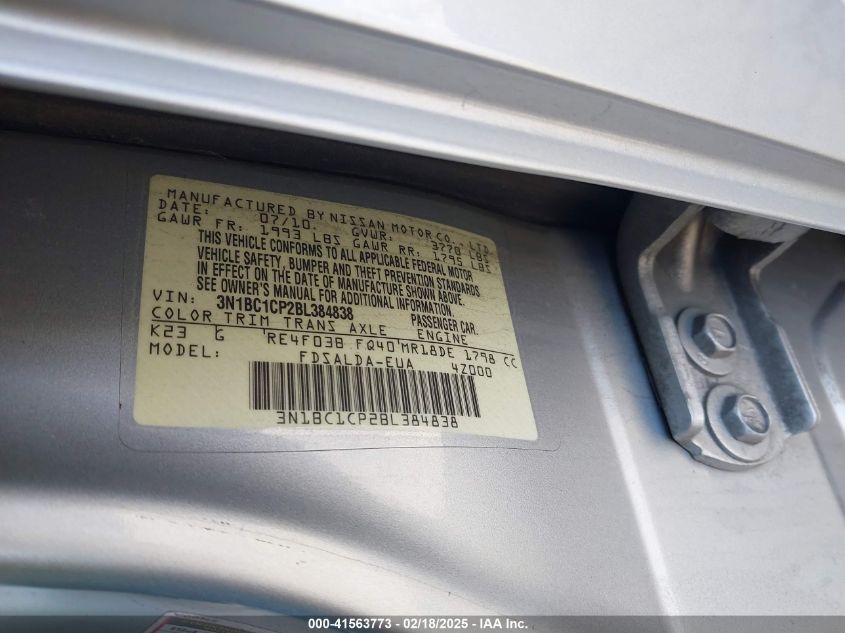 MANUFACTURED BY NISSAN MOTOR CO., LTD.
DATE: 07/10. GVWR: 3778 LBS
GAWR FR: 1993 LBS GAWR RR: 1795 LBS
THIS VEHICLE CONFORMS TO ALL APPLICABLE FEDERAL MOTOR
VEHICLE SAFETY, BUMPER AND THEFT PREVENTION STANDARDS
IN EFFECT ON THE DATE OF MANUFACTURE SHOWN ABOVE.
SEE OWNER'S MANUAL FOR ADDITIONAL INFORMATION.
VIN: 3N1BC1CP2BL384838 PASSENGER CAR.
COLOR TRIM TRANS AXLE ENGINE
K23 G RE4F03B FQ40 MR18DE 1798 CC
MODEL: FDSALDA-EUA 4Z000
3N1BC1CP2BL384838
000-41563773 - 02/18/2025 - IAA Inc.